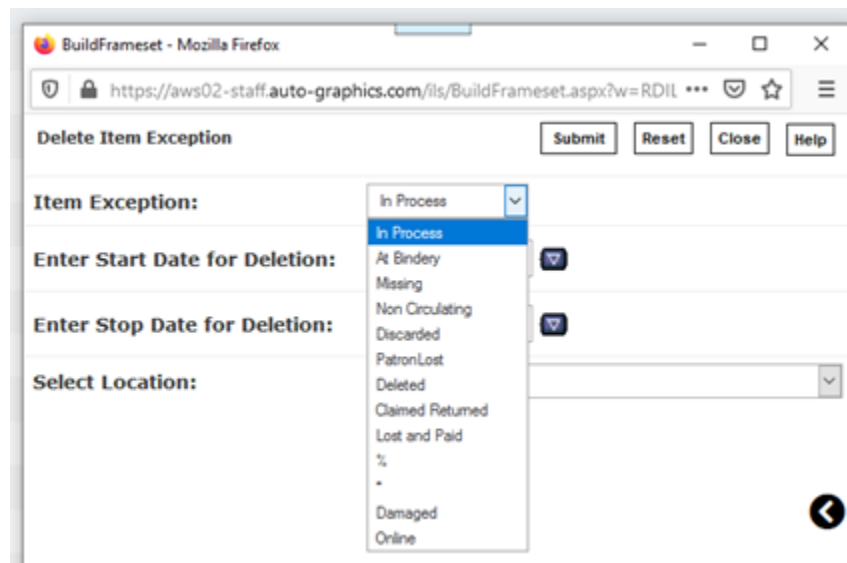 BuildFrameset - Mozilla Firefox
https://aws02-staff.auto-graphics.com/ils/BuildFrameset.aspx?w=RDIL
Delete Item Exception Submit Reset Close Help
Item Exception: In Process
In Process
Enter Start Date for Deletion: At Bindery
Missing
Non Circulating
Enter Stop Date for Deletion: Discarded
PatronLost
Select Location: Deleted
Claimed Returned
Lost and Paid
%
Damaged
Online